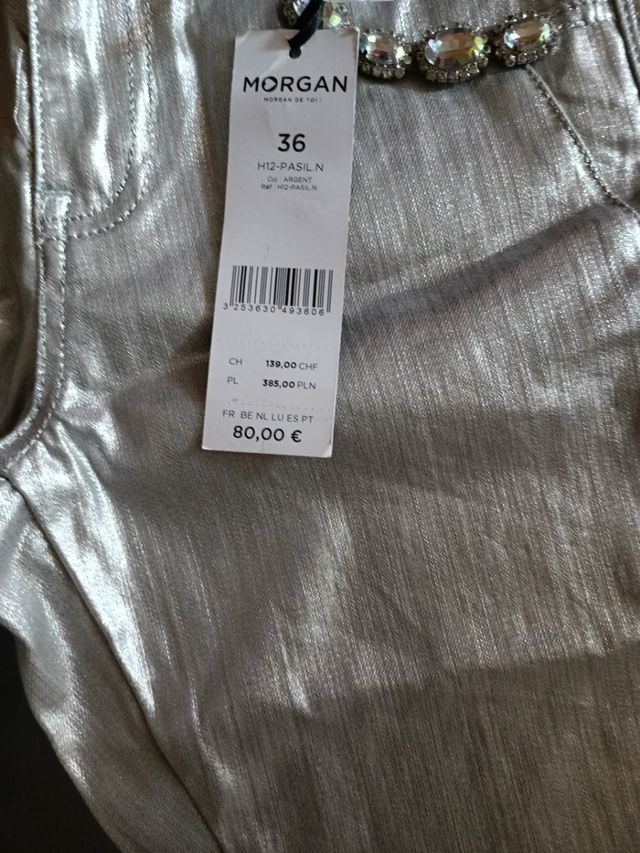 MORGAN
MORGAN DE TOI
36
H12-PASIL.N
Col : ARGENT
Réf : H12-PASIL.N
3 253630 493606
CH 139,00 CHF
PL 385,00 PLN
FR BE NL LU ES PT
80,00 €